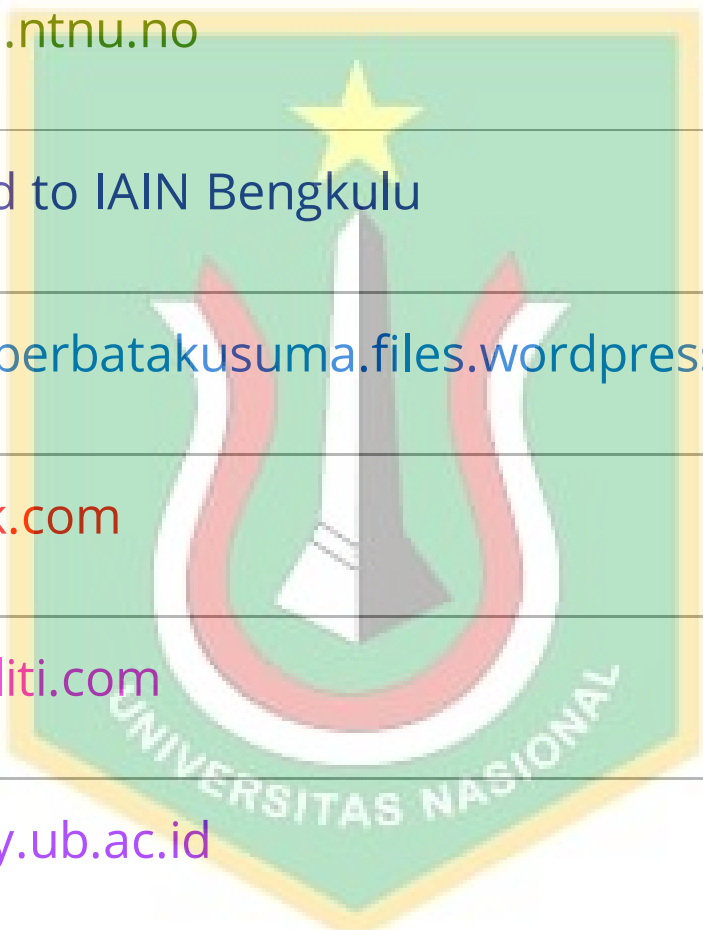 .ntnu.no
d to IAIN Bengkulu
perbatakusuma.files.wordpress
k.com
liti.com
UNIVERSITAS NASIONAL
y.ub.ac.id